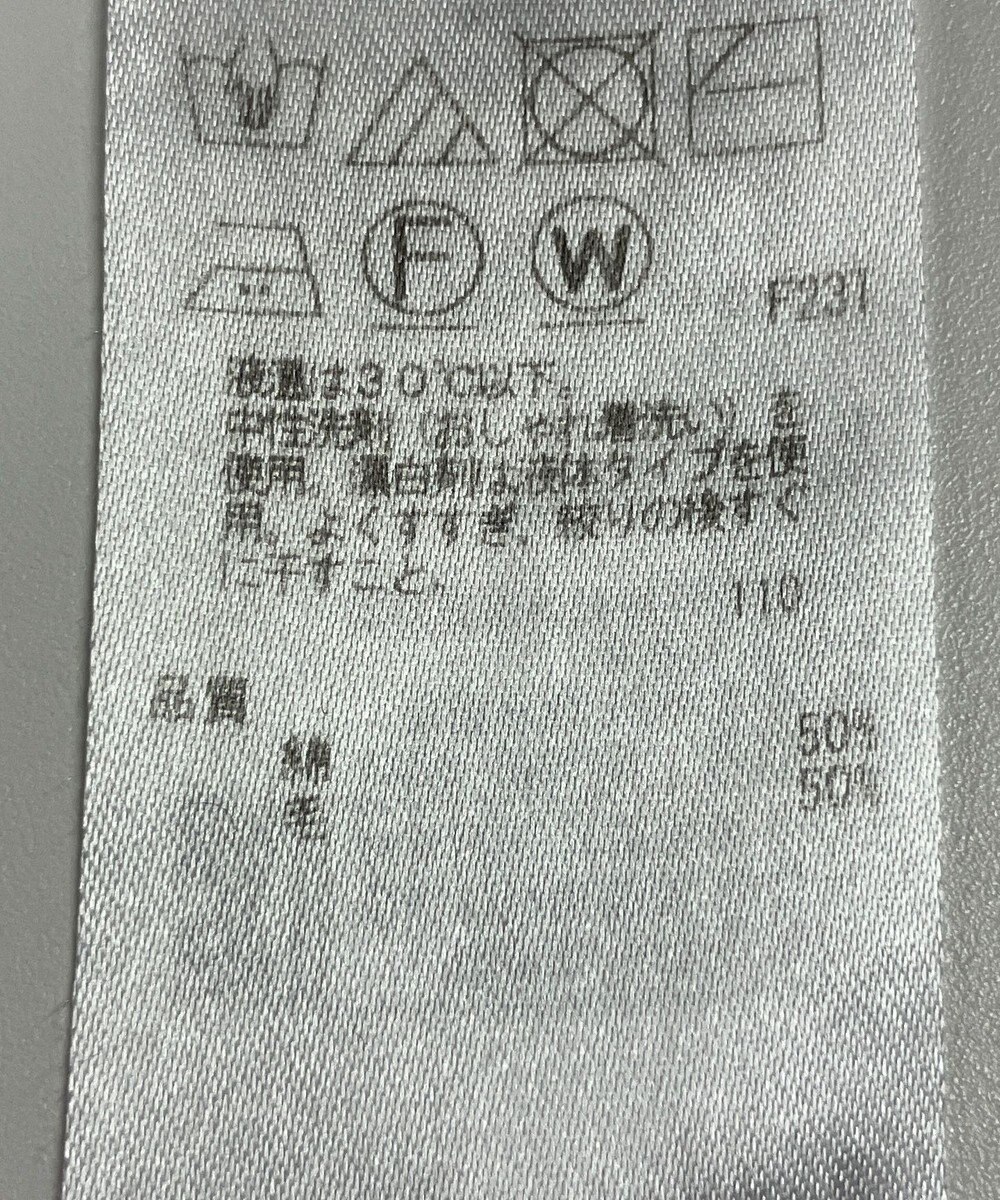 F W
F231
液温は30℃以下。
中性洗剤（おしゃれ着洗い）を
使用。漂白剤は液体タイプを使
用。よくすすぎ、絞りの後すぐ
に干すこと。
110
品質
綿 50%
毛 50%